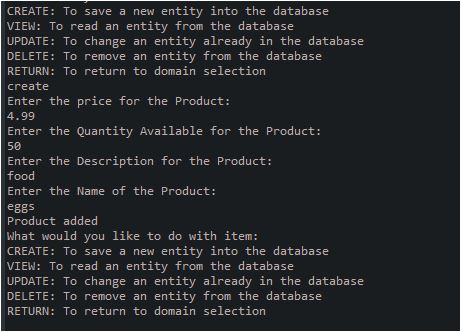 CREATE: To save a new entity into the database
VIEW: To read an entity from the database
UPDATE: To change an entity already in the database
DELETE: To remove an entity from the database
RETURN: To return to domain selection
create
Enter the price for the Product:
4.99
Enter the Quantity Available for the Product:
50
Enter the Description for the Product:
food
Enter the Name of the Product:
eggs
Product added
What would you like to do with item:
CREATE: To save a new entity into the database
VIEW: To read an entity from the database
UPDATE: To change an entity already in the database
DELETE: To remove an entity from the database
RETURN: To return to domain selection